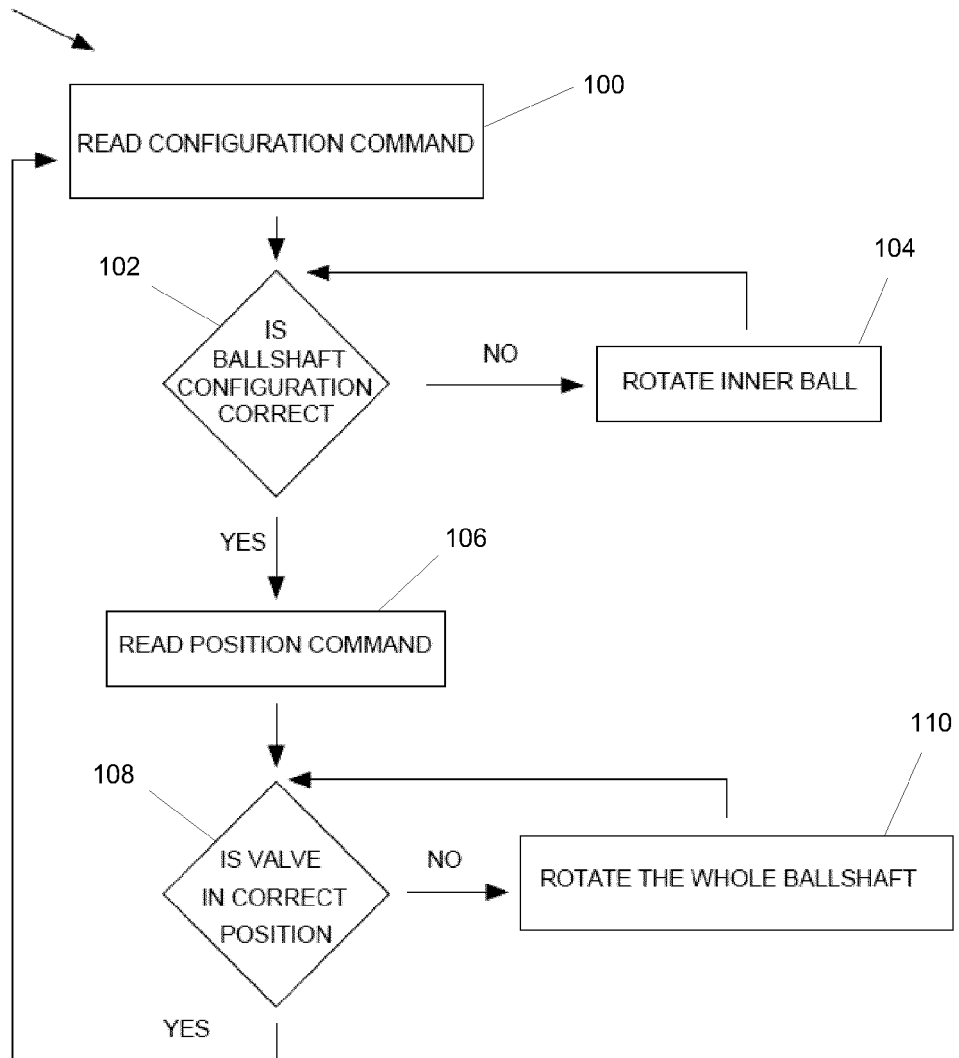 100
READ CONFIGURATION COMMAND
102
104
IS
BALLSHAFT
CONFIGURATION
CORRECT
NO
ROTATE INNER BALL
YES
106
READ POSITION COMMAND
108
110
IS VALVE
IN CORRECT
POSITION
NO
ROTATE THE WHOLE BALLSHAFT
YES